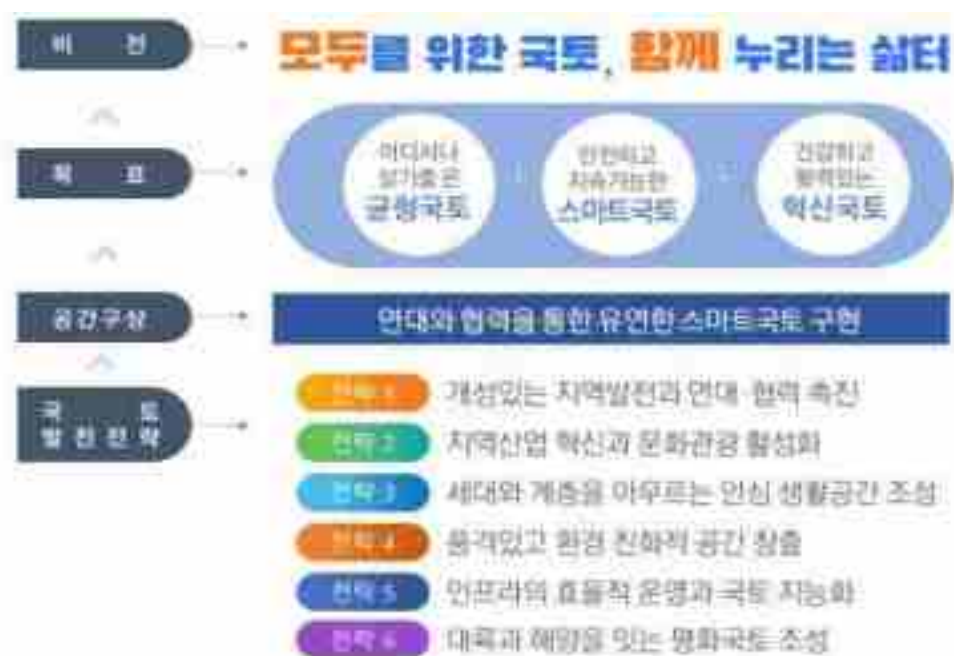 비 전
모두를 위한 국토, 함께 누리는 삶터
목 표
어디서나
살기좋은
균형국토
안전하고
지속가능한
스마트국토
건강하고
활력있는
혁신국토
공간구상
연대와 협력을 통한 유연한 스마트국토 구현
국 토
발 전 전 략
전략 1
개성있는 지역발전과 연대 협력 촉진
전략 2
지역산업 혁신과 문화관광 활성화
전략 3
세대와 계층을 아우르는 안심 생활공간 조성
전략 4
품격있고 환경 친화적 공간 창출
전략 5
인프라의 효율적 운영과 국토 지능화
전략 6
대륙과 해양을 잇는 평화국토 조성